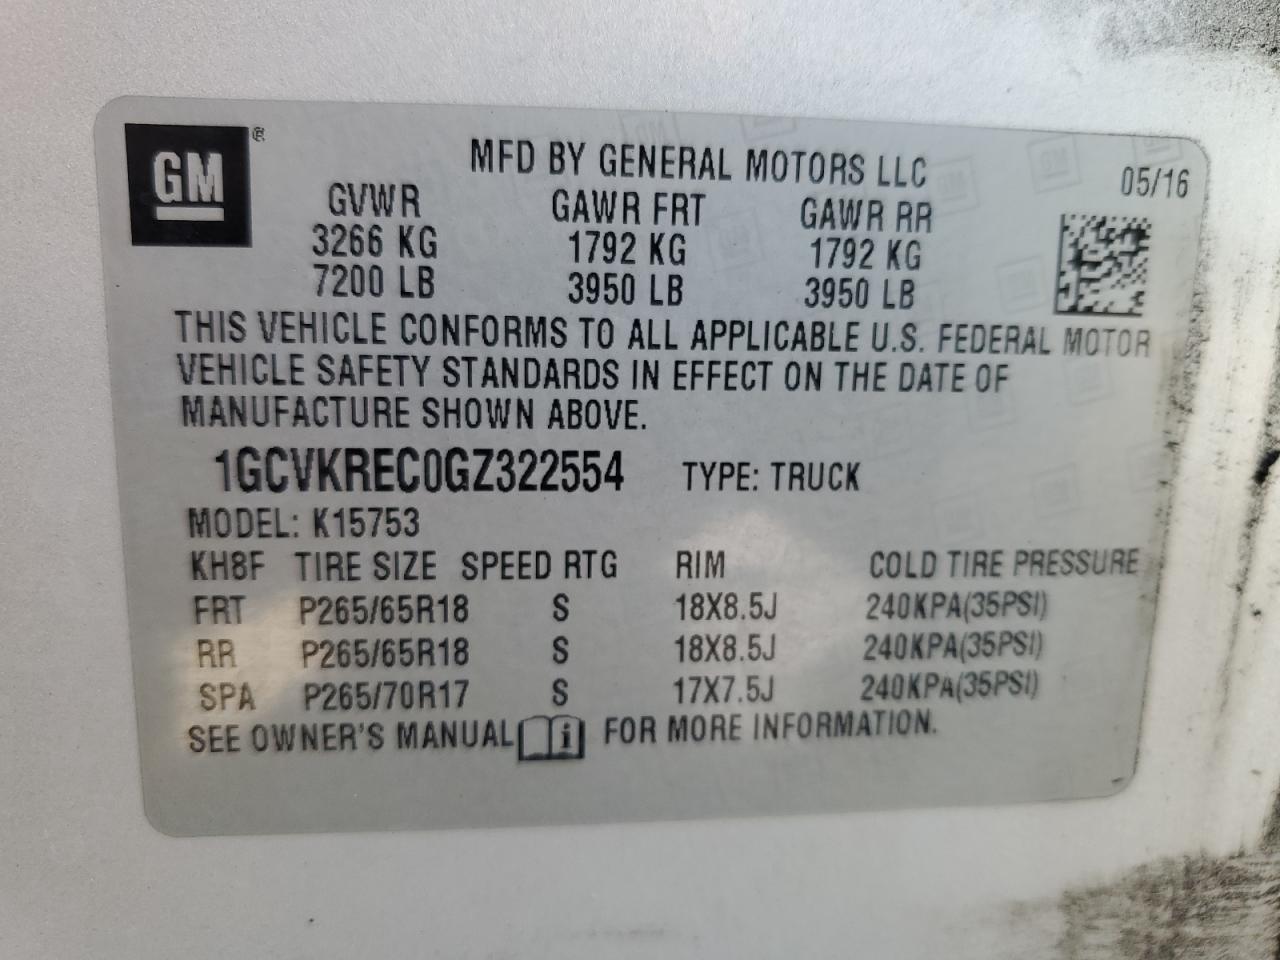 GM®
MFD BY GENERAL MOTORS LLC
05/16
GVWR GAWR FRT GAWR RR
3266 KG 1792 KG 1792 KG
7200 LB 3950 LB 3950 LB
THIS VEHICLE CONFORMS TO ALL APPLICABLE U.S. FEDERAL MOTOR
VEHICLE SAFETY STANDARDS IN EFFECT ON THE DATE OF
MANUFACTURE SHOWN ABOVE.
1GCVKREC0GZ322554 TYPE: TRUCK
MODEL: K15753
KH8F TIRE SIZE SPEED RTG RIM COLD TIRE PRESSURE
FRT P265/65R18 S 18X8.5J 240KPA(35PSI)
RR P265/65R18 S 18X8.5J 240KPA(35PSI)
SPA P265/70R17 S 17X7.5J 240KPA(35PSI)
SEE OWNER'S MANUAL i FOR MORE INFORMATION.